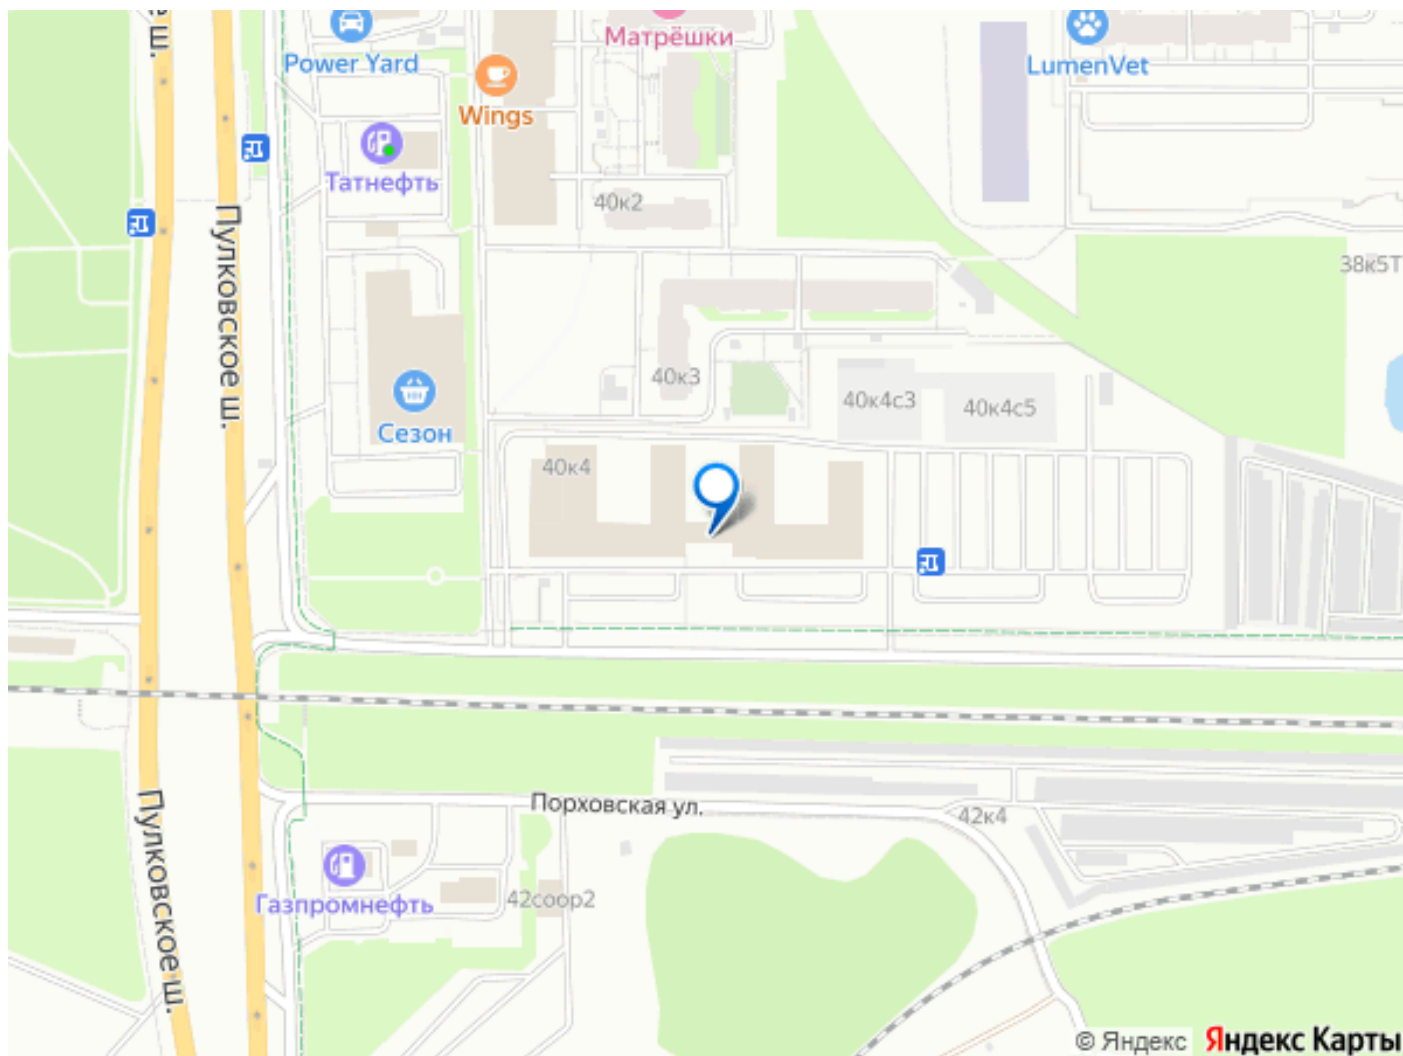 ш.
е ш.
Power Yard
Матрёшки
LumenVet
Wings
Татнефть
40к2
Пулковское ш.
38к5Т
40к3
40к4с3
40к4с5
Сезон
40к4
Порховская ул.
42к4
Пулковское ш.
Газпромнефть
42соор2
© Яндекс
Яндекс Карты